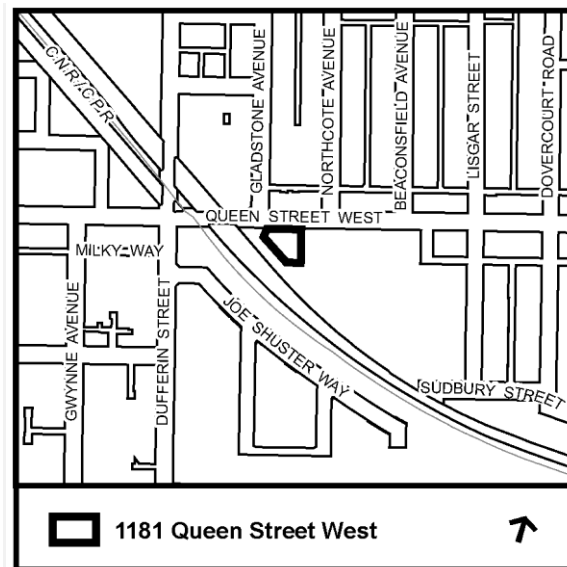 C.N.R./C.P.R.
GLADSTONE AVENUE
NORTHCOTE AVENUE
BEACONSFIELD AVENUE
LISGAR STREET
DOVERCOURT ROAD
QUEEN STREET WEST
MILKY WAY
GWYNNE AVENUE
DUFFERIN STREET
JOE SHUSTER WAY
SUDBURY STREET
1181 Queen Street West